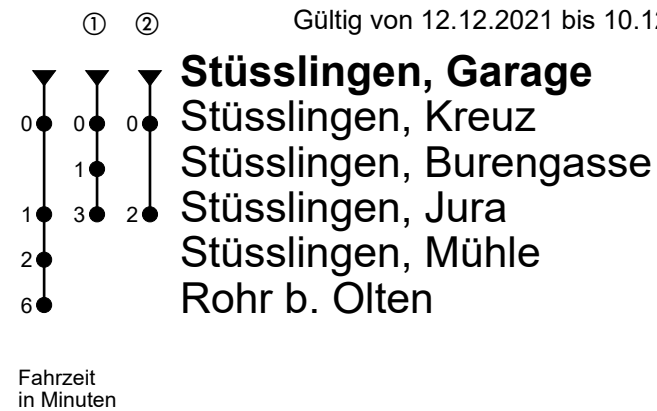 ① ② Gültig von 12.12.2021 bis 10.12
Stüsslingen, Garage
0 0 0 Stüsslingen, Kreuz
1 Stüsslingen, Burengasse
1 3 2 Stüsslingen, Jura
2 Stüsslingen, Mühle
6 Rohr b. Olten
Fahrzeit
in Minuten